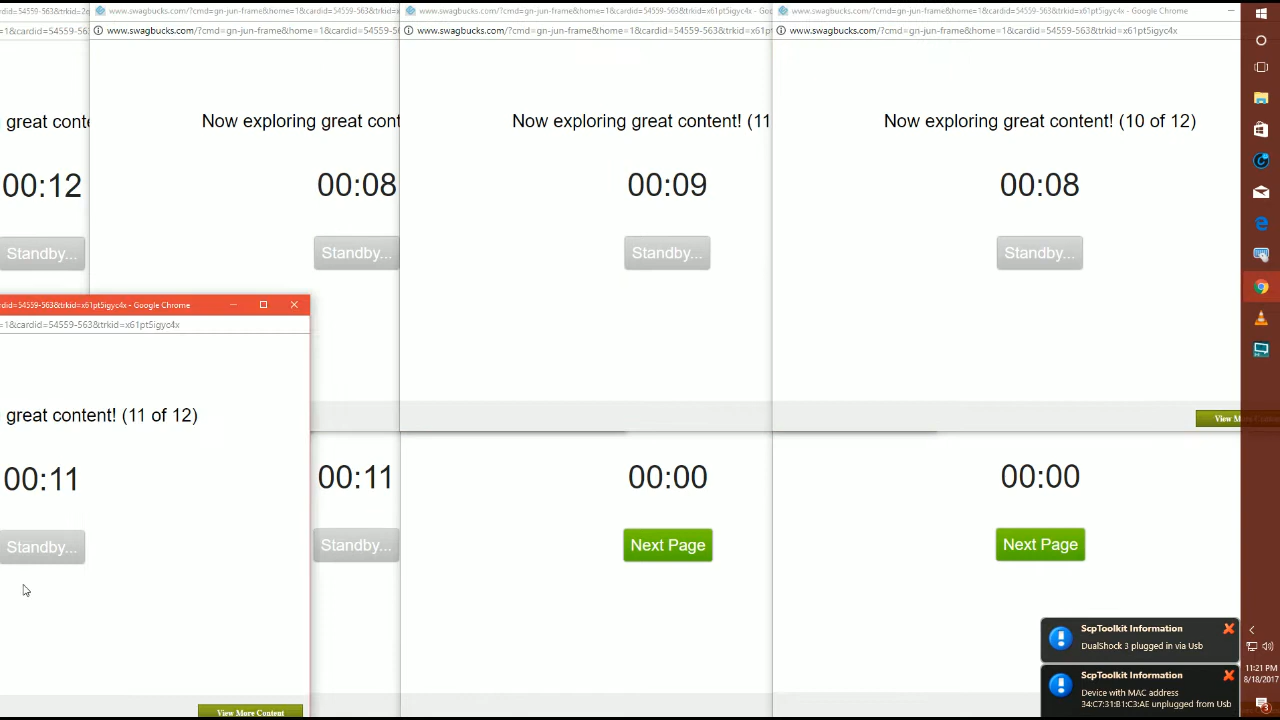 www.swagbucks.com/?cmd=gn-jun-frame&home=1&cardid=54559-563&trkid=x61pt5igyc4x - Google Chrome
www.swagbucks.com/?cmd=gn-jun-frame&home=1&cardid=54559-563&trkid=x61pt5igyc4x
great conte
Now exploring great cont
Now exploring great content! (11
Now exploring great content! (10 of 12)
00:12
00:08
00:09
00:08
Standby...
Standby...
Standby...
Standby...
View More
did=54559-563&trkid=x61pt5igyc4x - Google Chrome
=1&cardid=54559-563&trkid=x61pt5igyc4x
great content! (11 of 12)
00:11
00:11
00:00
00:00
Standby...
Standby...
Next Page
Next Page
View More Content
ScpToolkit Information
DualShock 3 plugged in via Usb
ScpToolkit Information
Device with MAC address
34:C7:31:B1:C3:AE unplugged from Usb
11:21 PM
8/18/2017
3